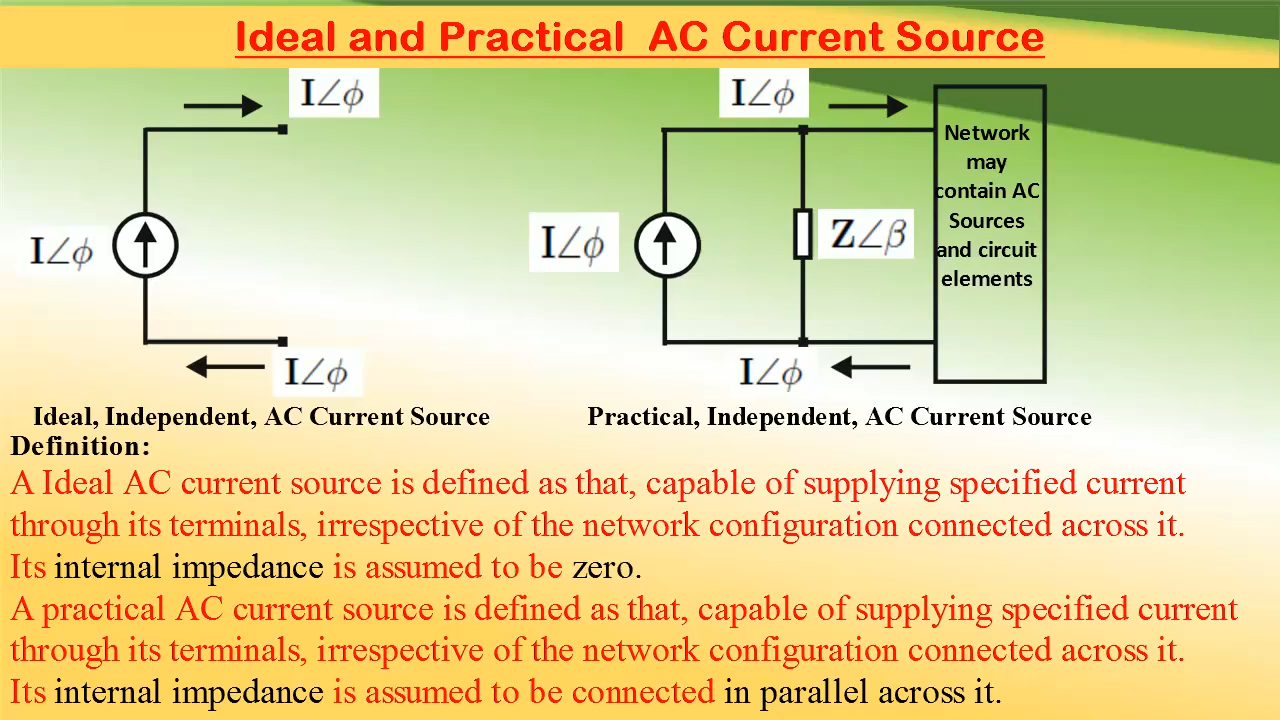 Ideal and Practical AC Current Source
I∠ϕ
I∠ϕ
I∠ϕ
I∠ϕ
I∠ϕ
Z∠β
I∠ϕ
Network
may
contain AC
Sources
and circuit
elements
Ideal, Independent, AC Current Source
Practical, Independent, AC Current Source
Definition:
A Ideal AC current source is defined as that, capable of supplying specified current
through its terminals, irrespective of the network configuration connected across it.
Its internal impedance is assumed to be zero.
A practical AC current source is defined as that, capable of supplying specified current
through its terminals, irrespective of the network configuration connected across it.
Its internal impedance is assumed to be connected in parallel across it.